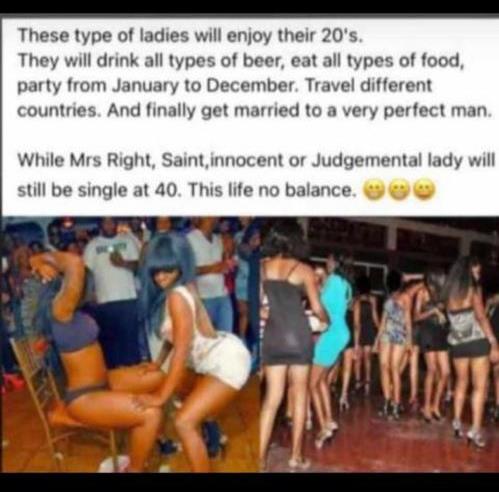 These type of ladies will enjoy their 20's.
They will drink all types of beer, eat all types of food,
party from January to December. Travel different
countries. And finally get married to a very perfect man.
While Mrs Right, Saint,innocent or Judgemental lady will
still be single at 40. This life no balance. 😀😀😀